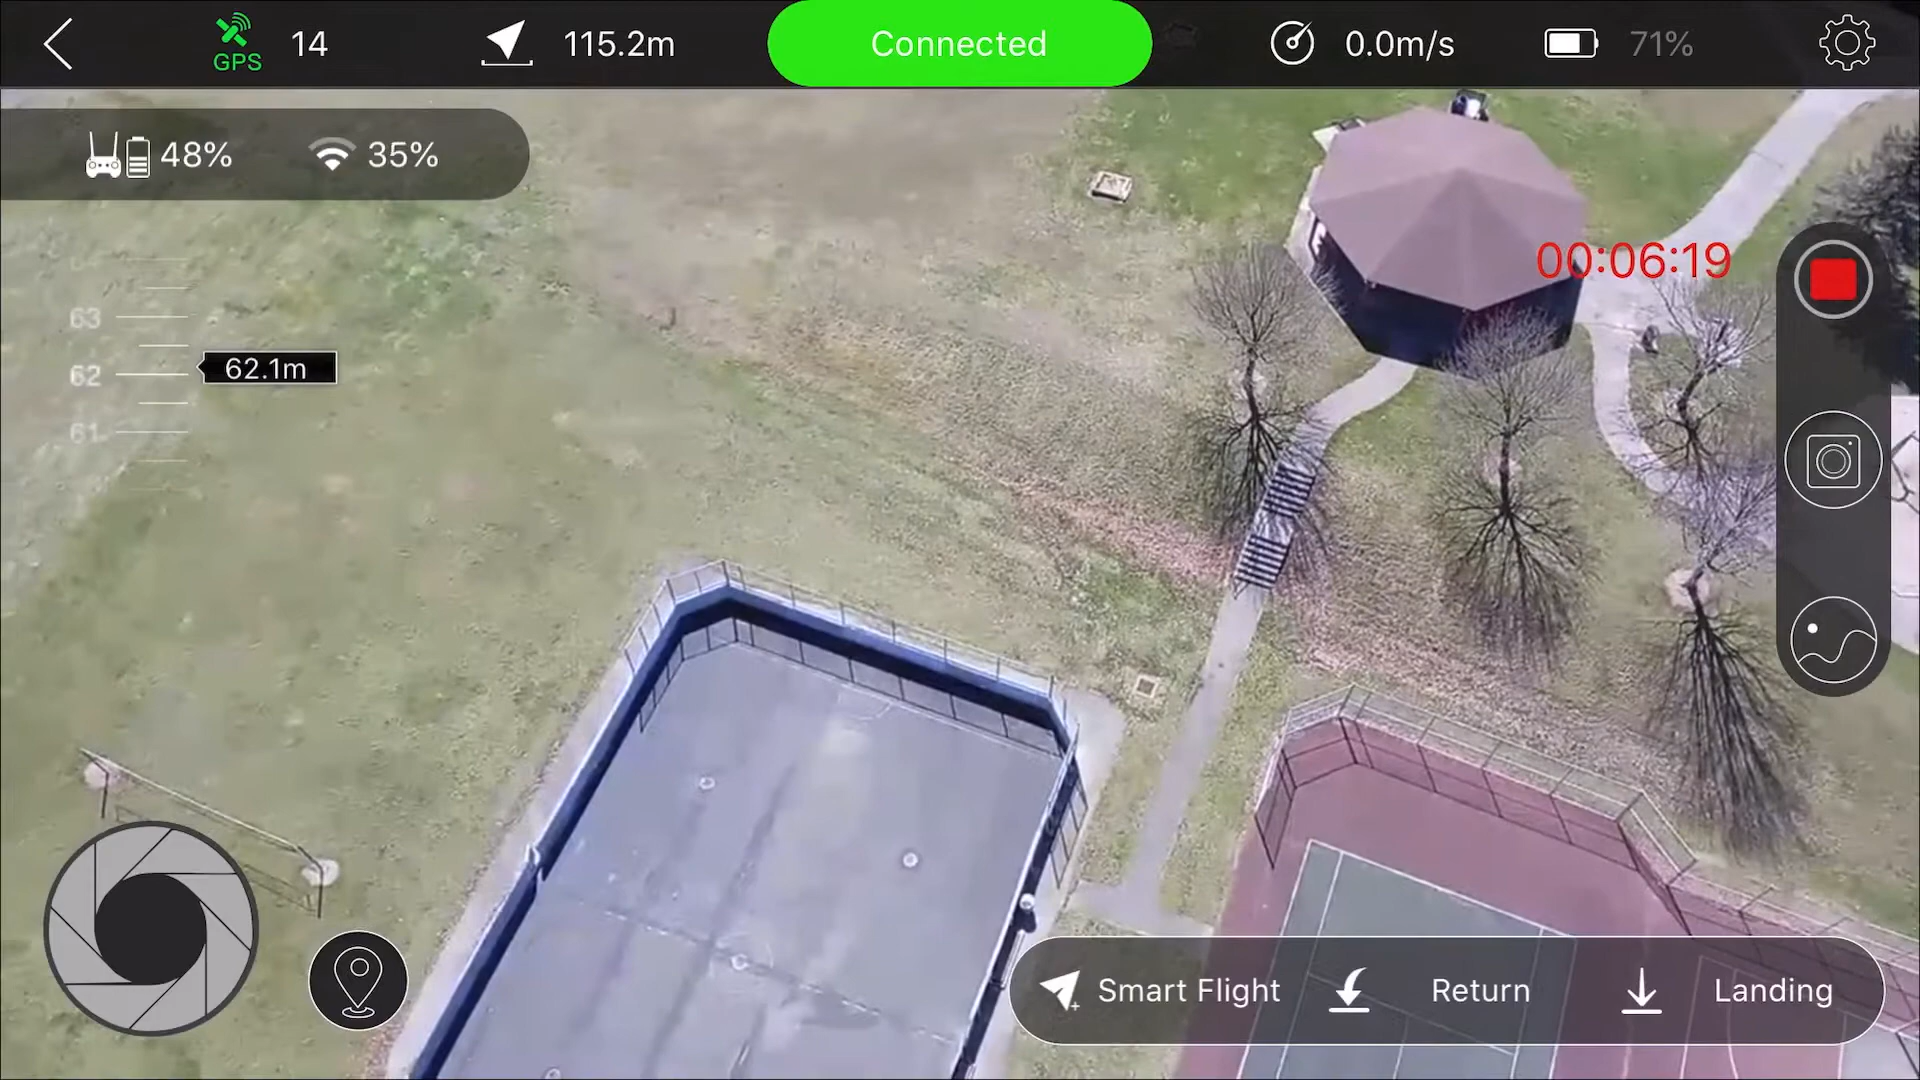 GPS 14 115.2m Connected 0.0m/s 71%
48% 35%
00:06:19
63
62 62.1m
61
Smart Flight Return Landing